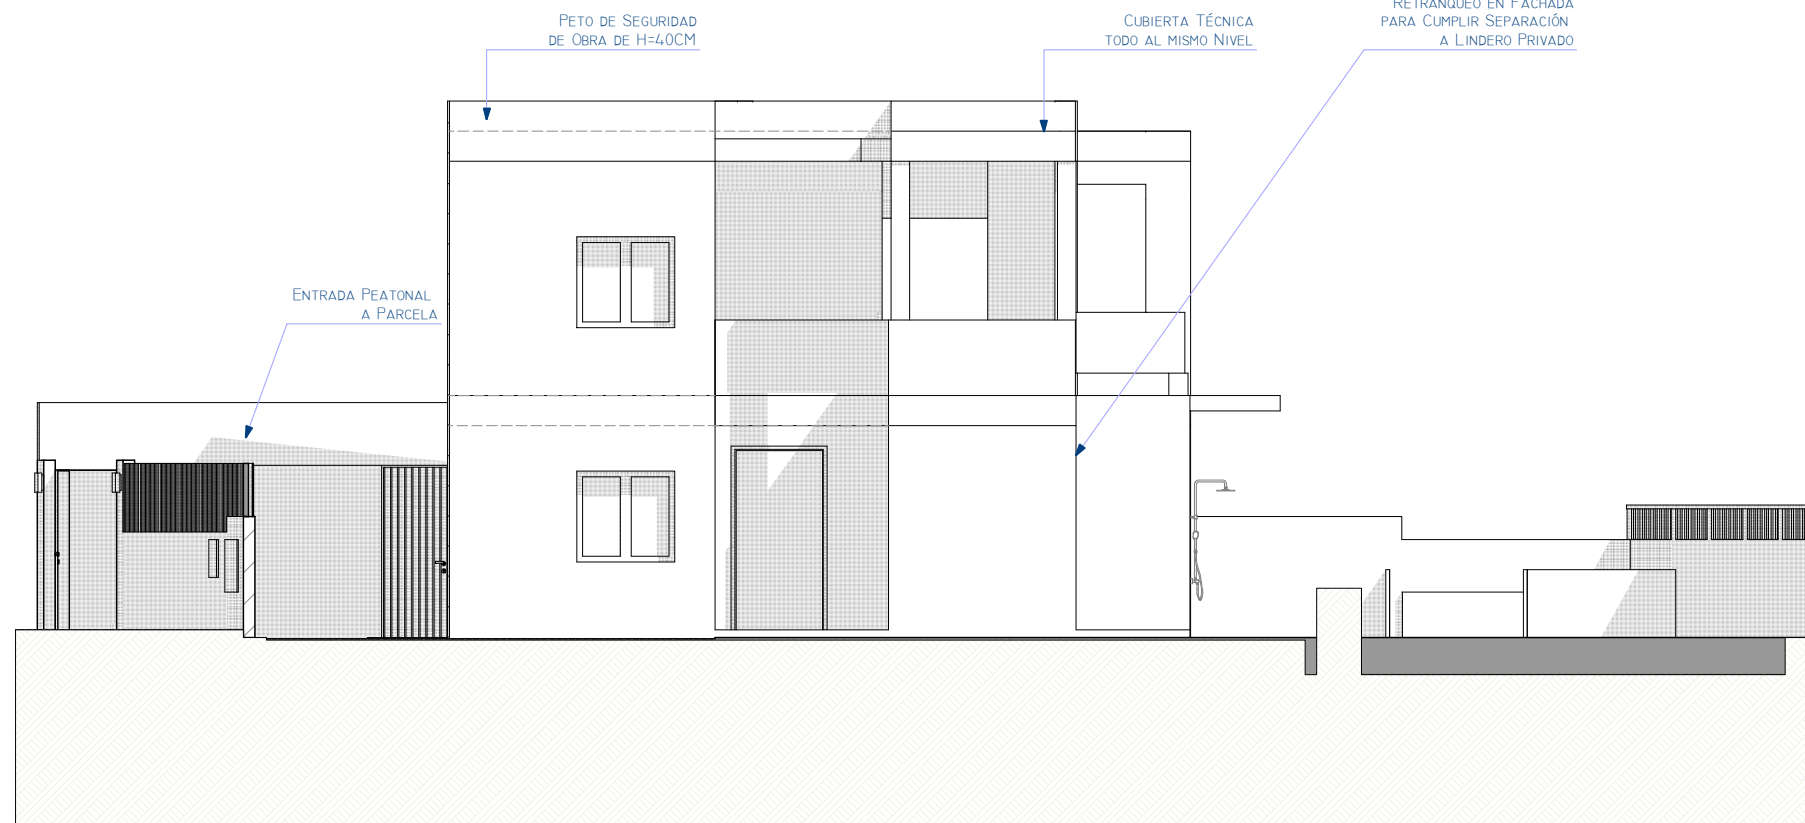 Peto de Seguridad
de Obra de H=40cm
Cubierta Técnica
todo al mismo Nivel
Retranqueo en Fachada
para Cumplir Separación
a Lindero Privado
Entrada Peatonal
a Parcela